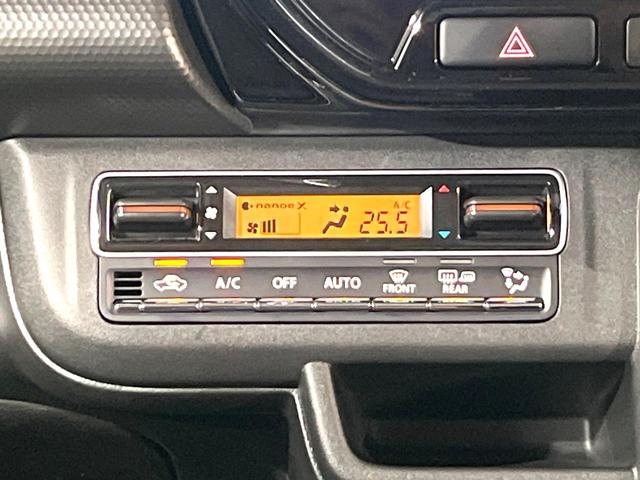 nanoe X
A/C
25.5
A/C OFF AUTO FRONT REAR